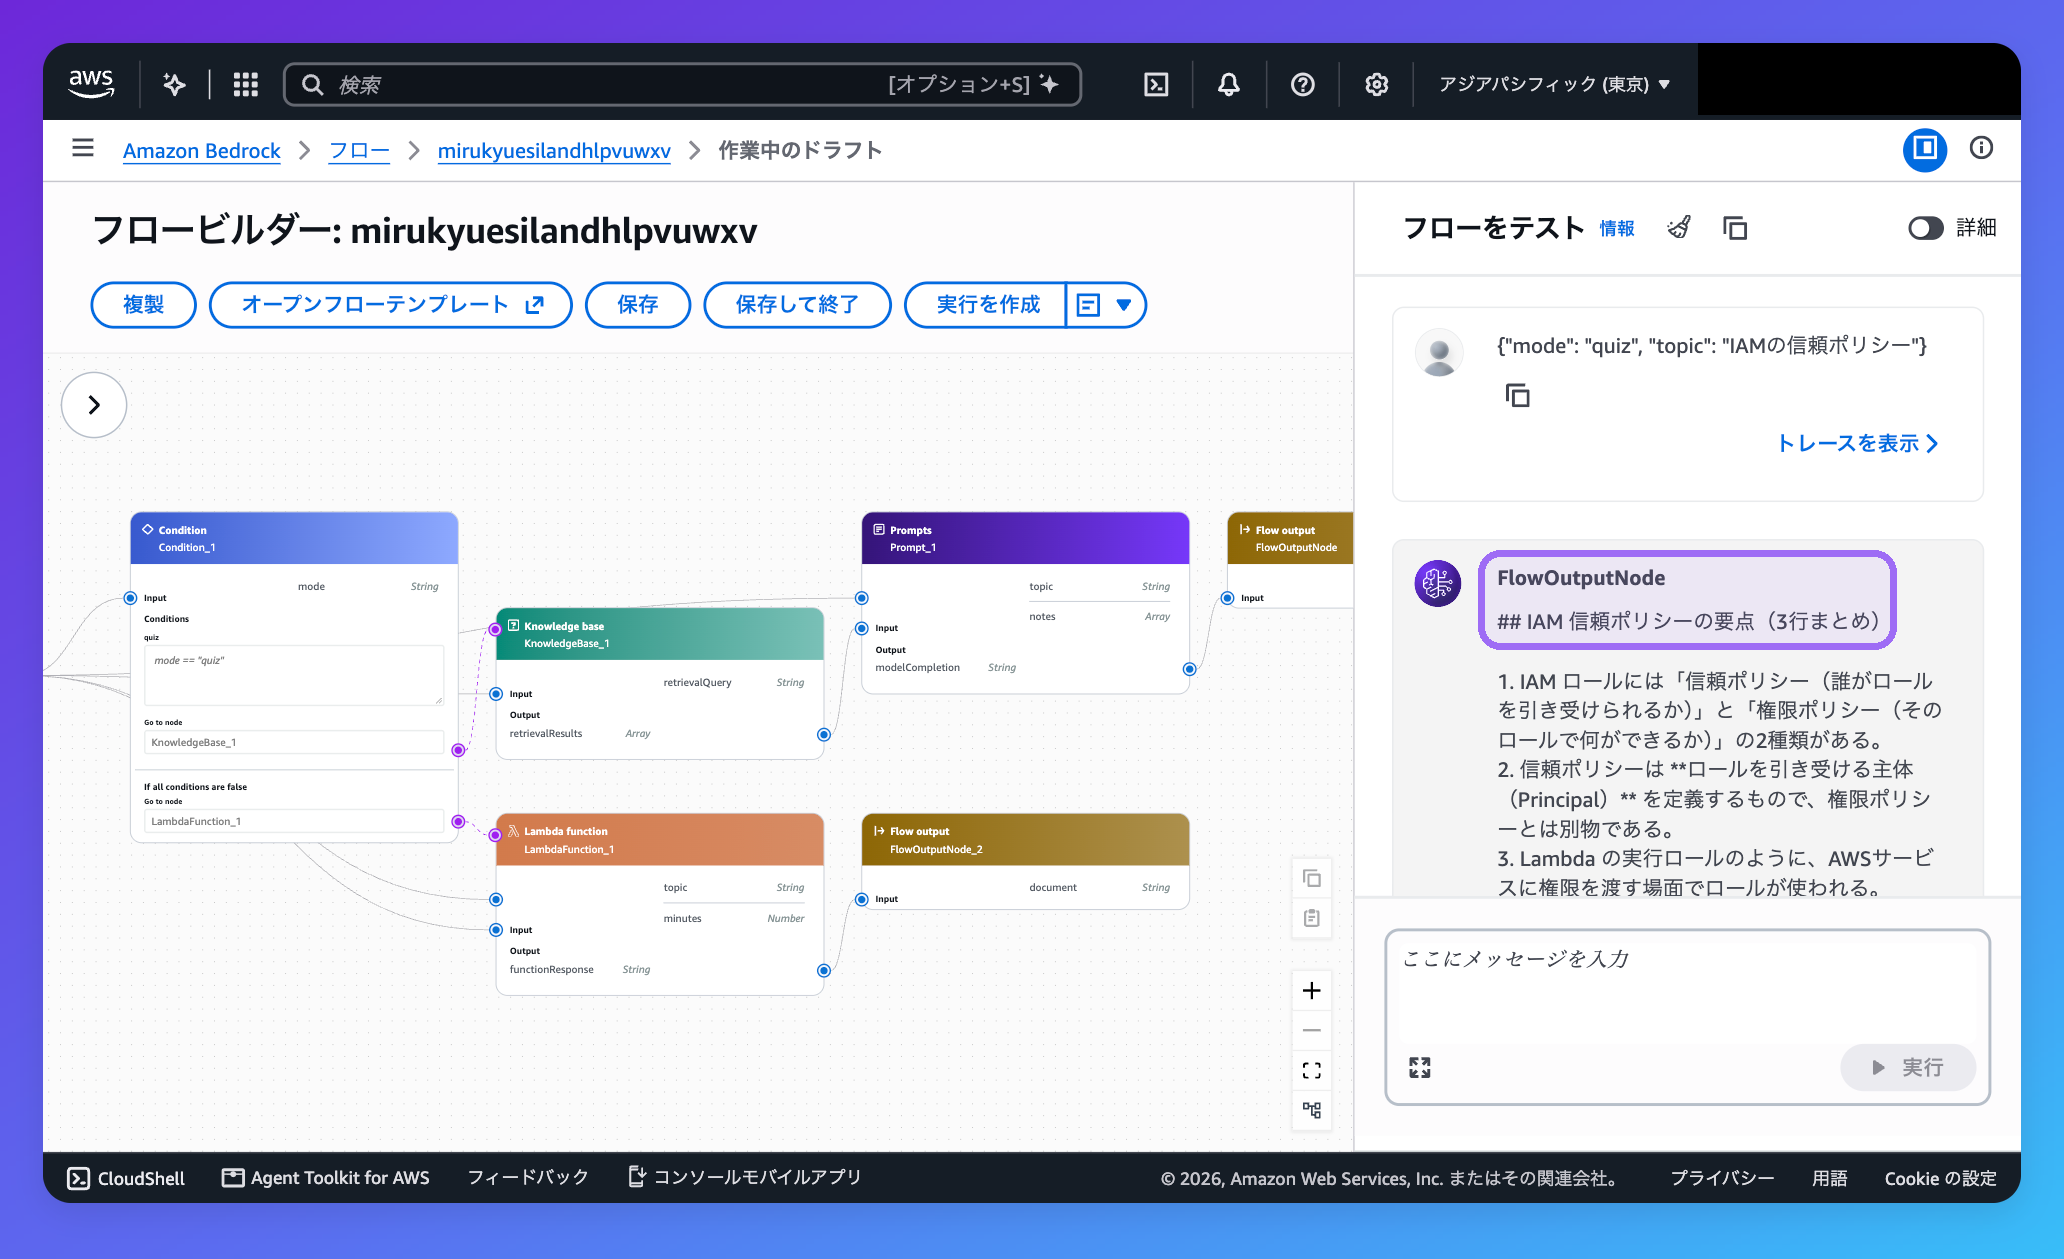 aws
検索
[オプション+S]
アジアパシフィック (東京) ▼
Amazon Bedrock > フロー > mirukyuesilandhlpvuwxv > 作業中のドラフト
フロービルダー: mirukyuesilandhlpvuwxv
複製
オープンフローテンプレート
保存
保存して終了
実行を作成
Condition
Condition_1
mode String
Input
Conditions
quiz
mode == "quiz"
Go to node
KnowledgeBase_1
If all conditions are false
Go to node
LambdaFunction_1
Knowledge base
KnowledgeBase_1
retrievalQuery String
Input
Output
retrievalResults Array
Lambda function
LambdaFunction_1
topic String
minutes Number
Input
Output
functionResponse String
Prompts
Prompt_1
topic String
notes Array
Input
Output
modelCompletion String
Flow output
FlowOutputNode
Input
Flow output
FlowOutputNode_2
document String
Input
フローをテスト 情報
詳細
{"mode": "quiz", "topic": "IAMの信頼ポリシー"}
トレースを表示
FlowOutputNode
## IAM 信頼ポリシーの要点（3行まとめ）
1. IAM ロールには「信頼ポリシー（誰がロール
を引き受けられるか）」と「権限ポリシー（その
ロールで何ができるか）」の2種類がある。
2. 信頼ポリシーは **ロールを引き受ける主体
（Principal）** を定義するもので、権限ポリシ
ーとは別物である。
3. Lambda の実行ロールのように、AWSサービ
スに権限を渡す場面でロールが使われる。
ここにメッセージを入力
実行
CloudShell
Agent Toolkit for AWS
フィードバック
コンソールモバイルアプリ
© 2026, Amazon Web Services, Inc. またはその関連会社。
プライバシー
用語
Cookie の設定